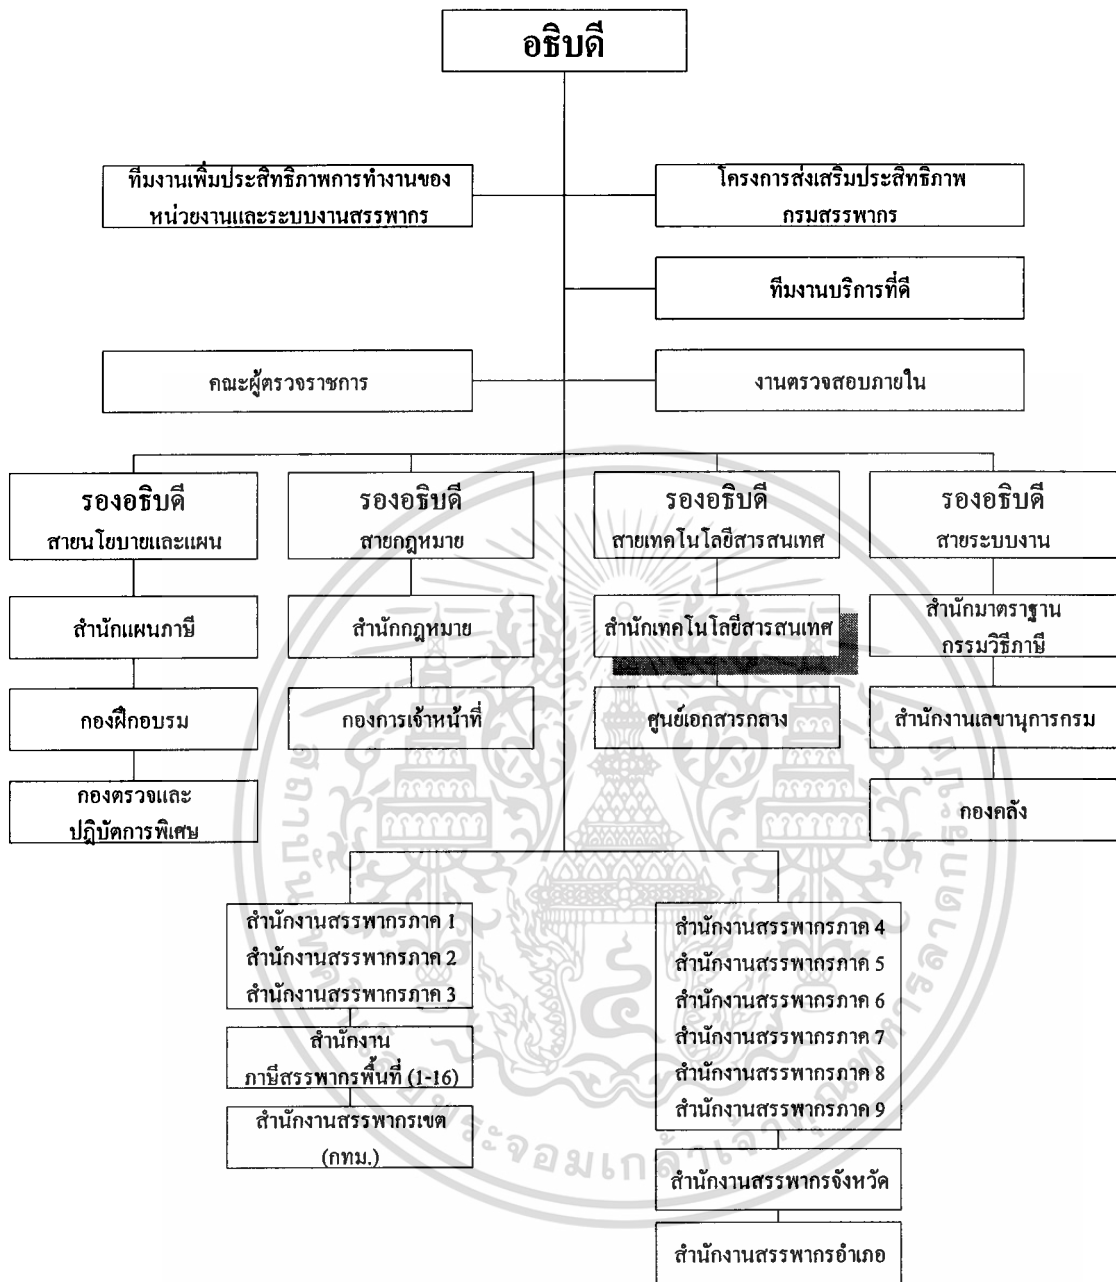 อธิบดี
ทีมงานเพิ่มประสิทธิภาพการทำงานของ
หน่วยงานและระบบงานสรรพากร
โครงการส่งเสริมประสิทธิภาพ
กรมสรรพากร
ทีมงานบริการที่ดี
คณะผู้ตรวจราชการ
งานตรวจสอบภายใน
รองอธิบดี
สายนโยบายและแผน
รองอธิบดี
สายกฎหมาย
รองอธิบดี
สายเทคโนโลยีสารสนเทศ
รองอธิบดี
สายระบบงาน
สำนักแผนภาษี
สำนักกฎหมาย
สำนักเทคโนโลยีสารสนเทศ
สำนักมาตราฐาน
กรรมวิธีภาษี
กองฝึกอบรม
กองการเจ้าหน้าที่
ศูนย์เอกสารกลาง
สำนักงานเลขานุการกรม
กองตรวจและ
ปฎิบัตการพิเศษ
กองคลัง
สำนักงานสรรพากรภาค 1
สำนักงานสรรพากรภาค 2
สำนักงานสรรพากรภาค 3
สำนักงาน
ภาษีสรรพากรพื้นที่ (1-16)
สำนักงานสรรพากรเขต
(กทม.)
สำนักงานสรรพากรภาค 4
สำนักงานสรรพากรภาค 5
สำนักงานสรรพากรภาค 6
สำนักงานสรรพากรภาค 7
สำนักงานสรรพากรภาค 8
สำนักงานสรรพากรภาค 9
สำนักงานสรรพากรจังหวัด
สำนักงานสรรพากรอำเภอ